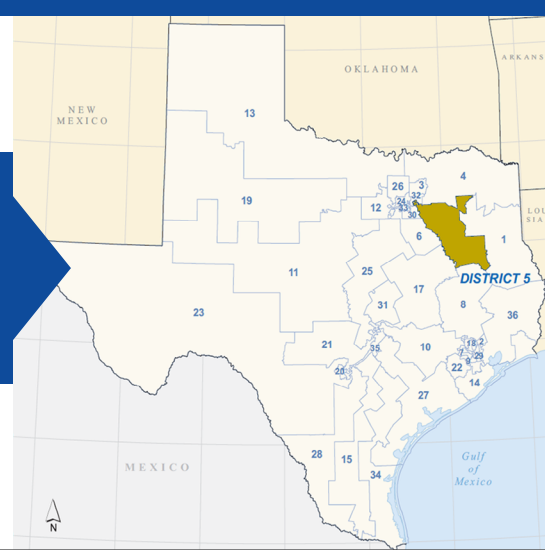 OKLAHOMA
ARKANS
NEW
MEXICO
13
4
26
3
32
19
12
24
33
30
LOU
SIA
6
1
11
25
DISTRICT 5
17
23
31
8
36
21
35
10
18
2
7
29
9
20
22
14
27
28
15
34
MEXICO
Gulf
of
Mexico
N